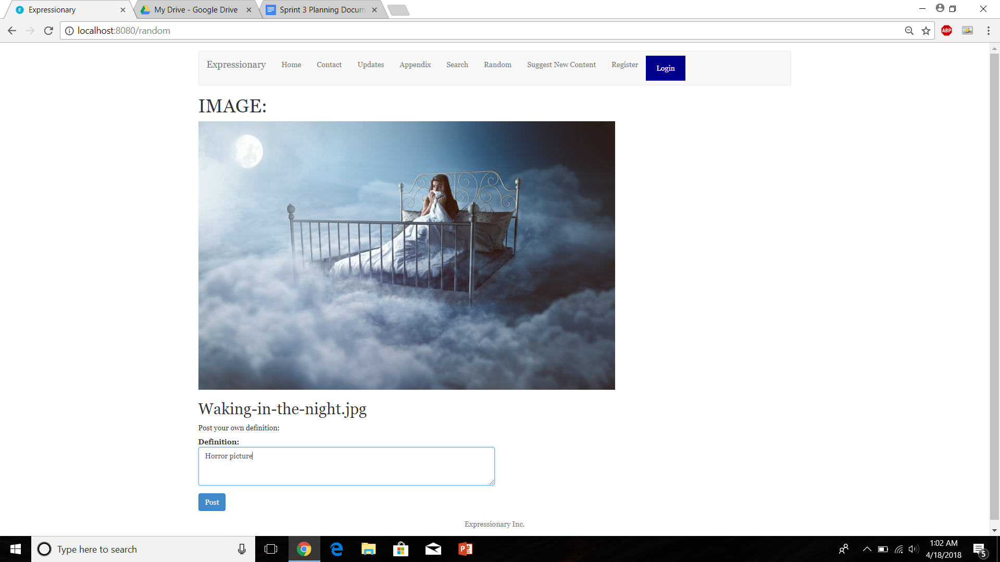 Expressionary
My Drive - Google Drive
Sprint 3 Planning Docum
localhost:8080/random
ABP
Expressionary
Home
Contact
Updates
Appendix
Search
Random
Suggest New Content
Register
Login
IMAGE:
Waking-in-the-night.jpg
Post your own definition:
Definition:
Horror picture
Post
Expressionary Inc.
Type here to search
1:02 AM
4/18/2018
5